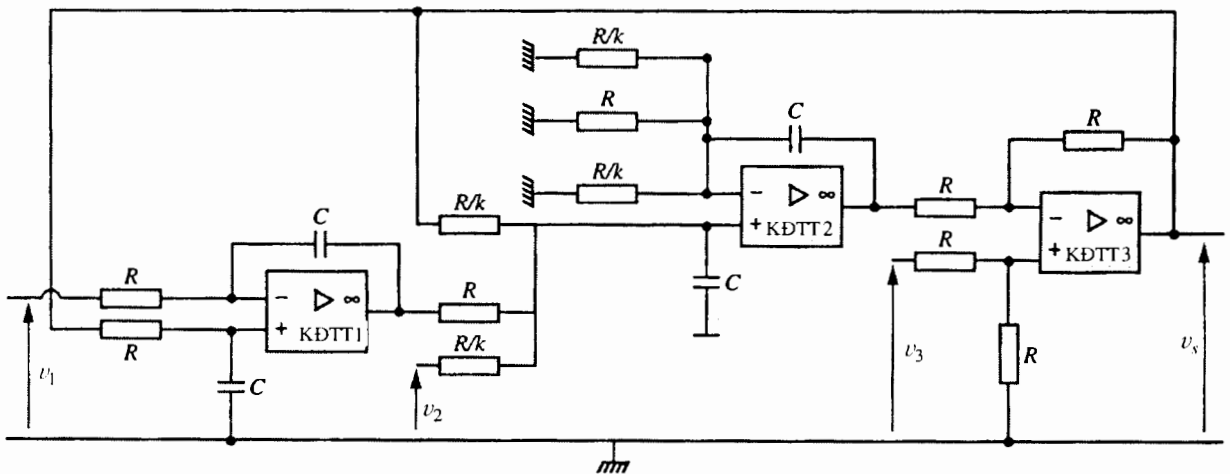 R/k
R
C
R
R/k
R/k
R
− ▷ ∞
+ KĐTT2
− ▷ ∞
+ KĐTT3
C
R
C
R
− ▷ ∞
+ KĐTT1
R
R
R/k
v₁
C
v₂
v₃
R
vₛ